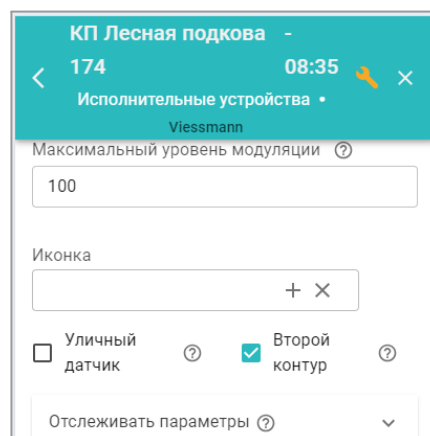 КП Лесная подкова -
174 08:35
Исполнительные устройства •
Viessmann
Максимальный уровень модуляции
100
Иконка
Уличный Второй
датчик контур
Отслеживать параметры